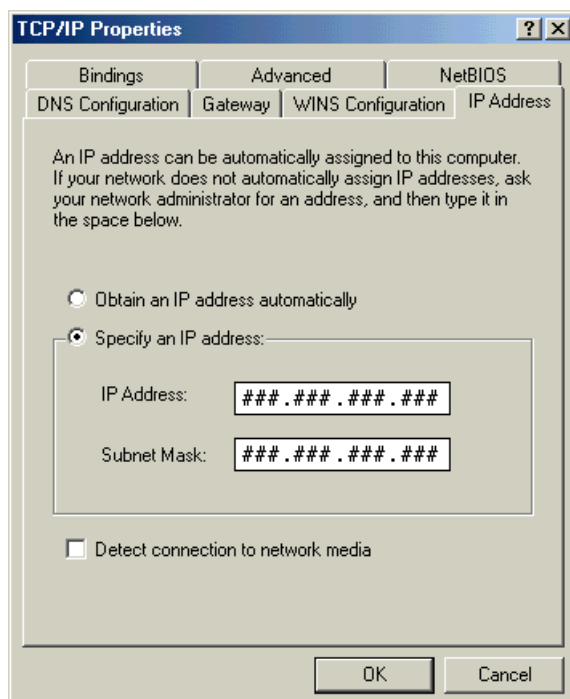 TCP/IP Properties
Bindings Advanced NetBIOS
DNS Configuration Gateway WINS Configuration IP Address
An IP address can be automatically assigned to this computer.
If your network does not automatically assign IP addresses, ask
your network administrator for an address, and then type it in
the space below.
Obtain an IP address automatically
Specify an IP address:
IP Address: ###.###.###.###
Subnet Mask: ###.###.###.###
Detect connection to network media
OK Cancel